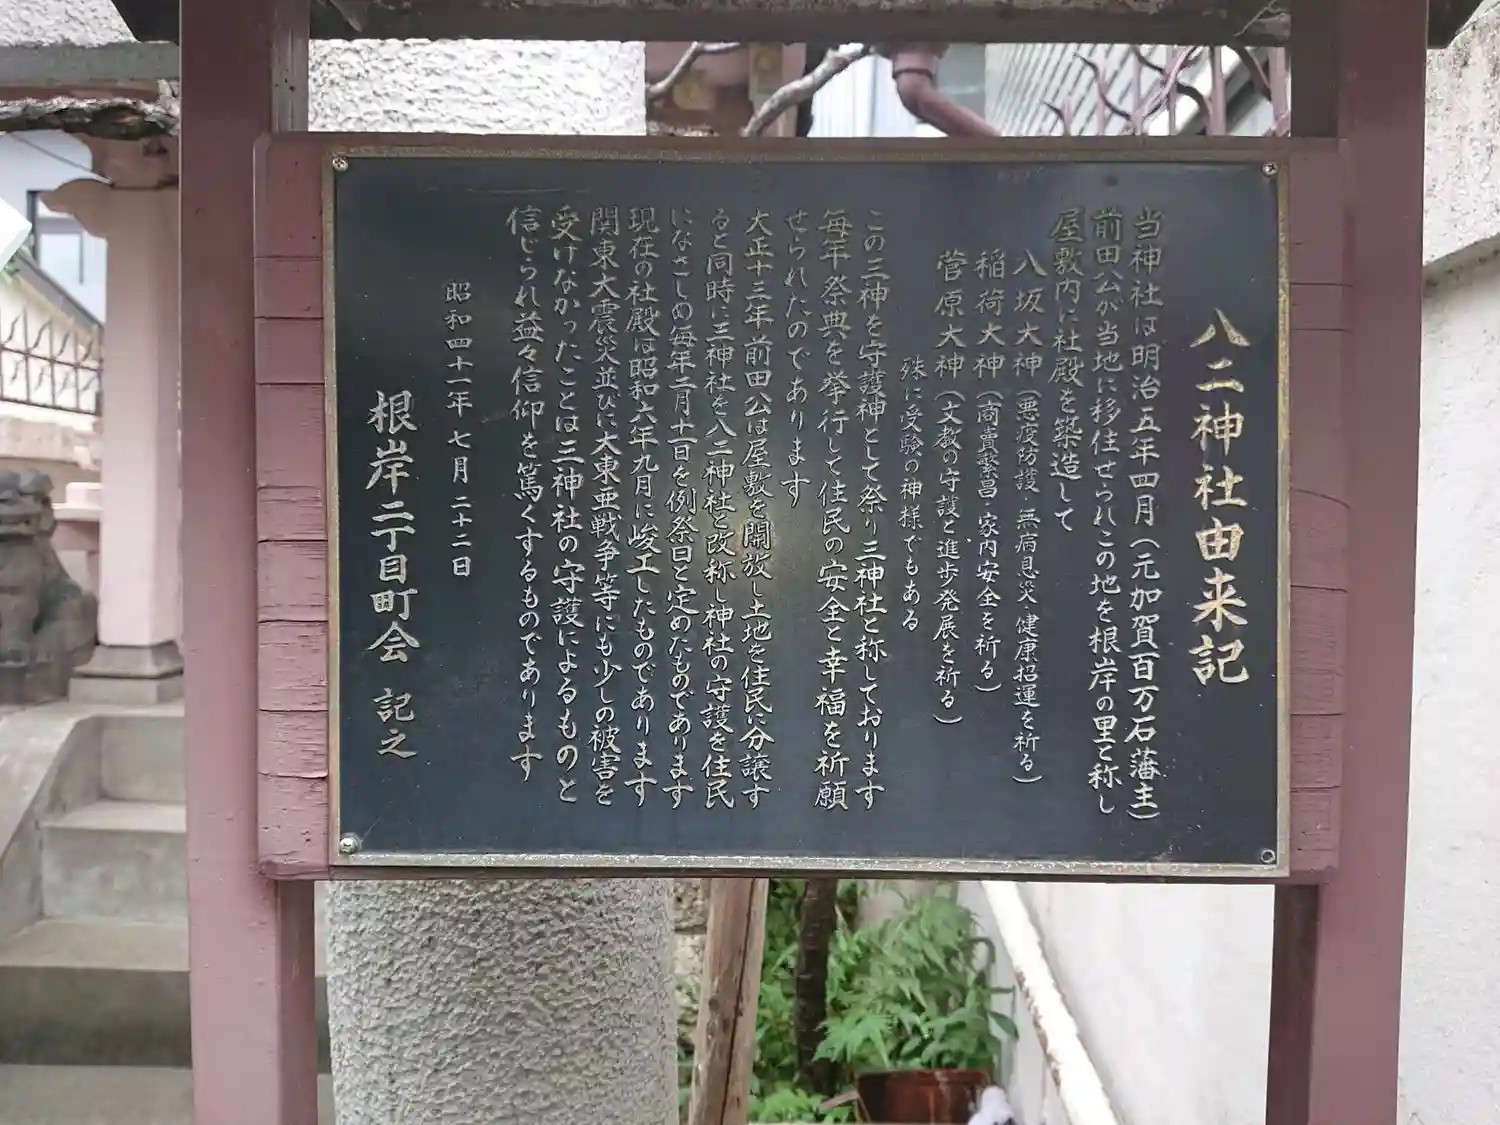 八二神社由来記
当神社は明治五年四月(元加賀百万石藩主)
前田公が当地に移住せられこの地を根岸の里と称し
屋敷内に社殿を築造して
八坂大神(悪疫防護 無病息災・健康招運を祈る)
稲荷大神(商賣繁昌・家内安全を祈る)
菅原大神(文教の守護と進歩発展を祈る)
殊に受験の神様でもある
この三神を守護神として祭り三神社と称しております
毎年祭典を挙行して住民の安全と幸福を祈願
せられたのであります
大正十三年前田公は屋敷を開放し土地を住民に分譲す
ると同時に三神社を八二神社と改称し神社の守護を住民
になさしめ毎年二月十一日を例祭日と定めたものであります
現在の社殿は昭和六年九月に峻工したものであります
関東大震災並びに大東亜戦争等にも少しの被害を
受けなかったことは三神社の守護によるものと
信じられ益々信仰を篤くするものであります
昭和四十一年七月二十二日
根岸二丁目町会 記之